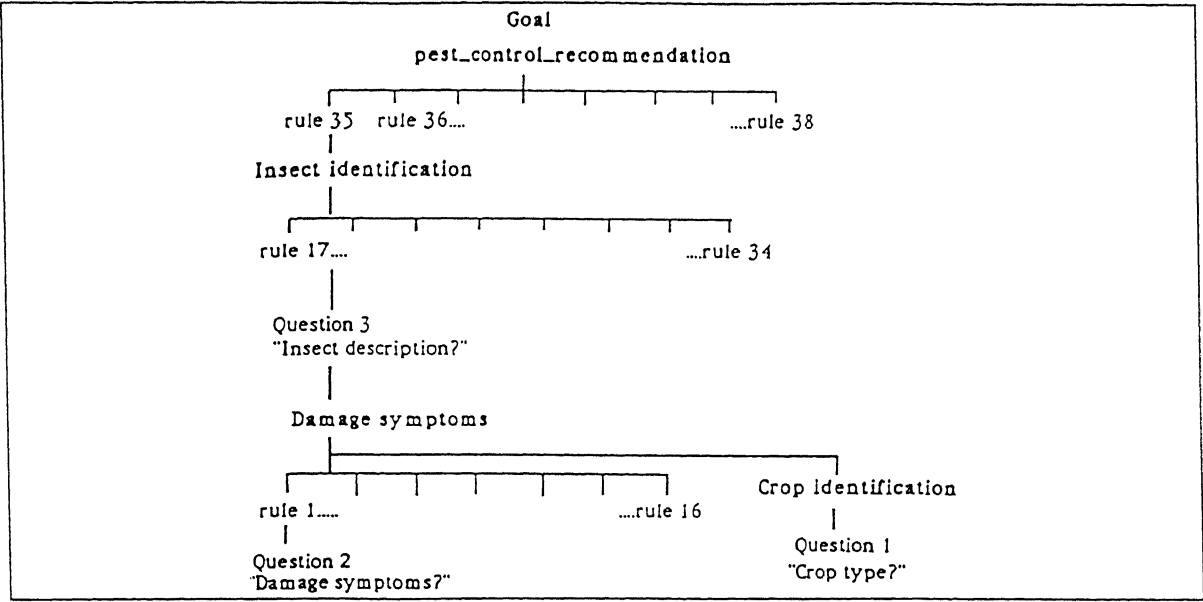 Goal
pest_control_recommendation
rule 35 rule 36.... ....rule 38
Insect identification
rule 17.... ....rule 34
Question 3
"Insect description?"
Damage symptoms
Crop identification
rule 1..... ....rule 16
Question 1
"Crop type?"
Question 2
"Damage symptoms?"